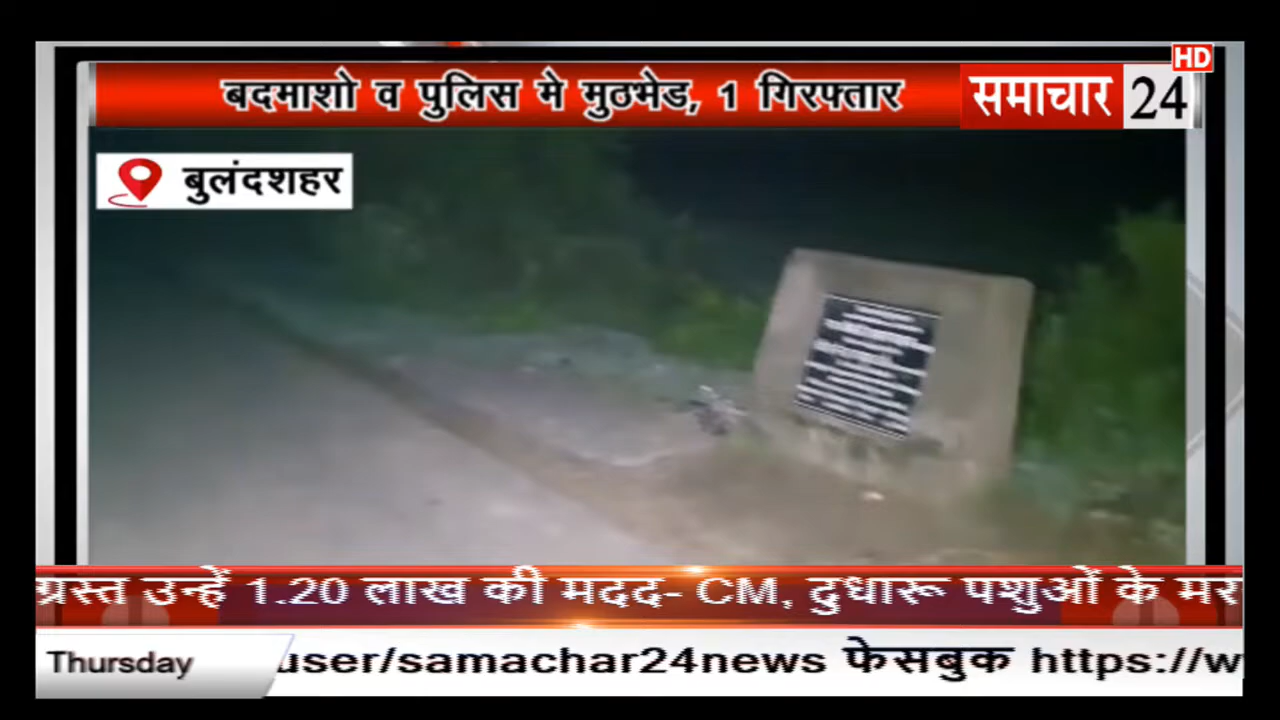 HD
बदमाशो व पुलिस मे मुठभेड, 1 गिरफ्तार
समाचार 24
बुलंदशहर
ग्रस्त उन्हें 1.20 लाख की मदद- CM, दुधारू पशुओं के मर
Thursday
user/samachar24news फेसबुक https://w